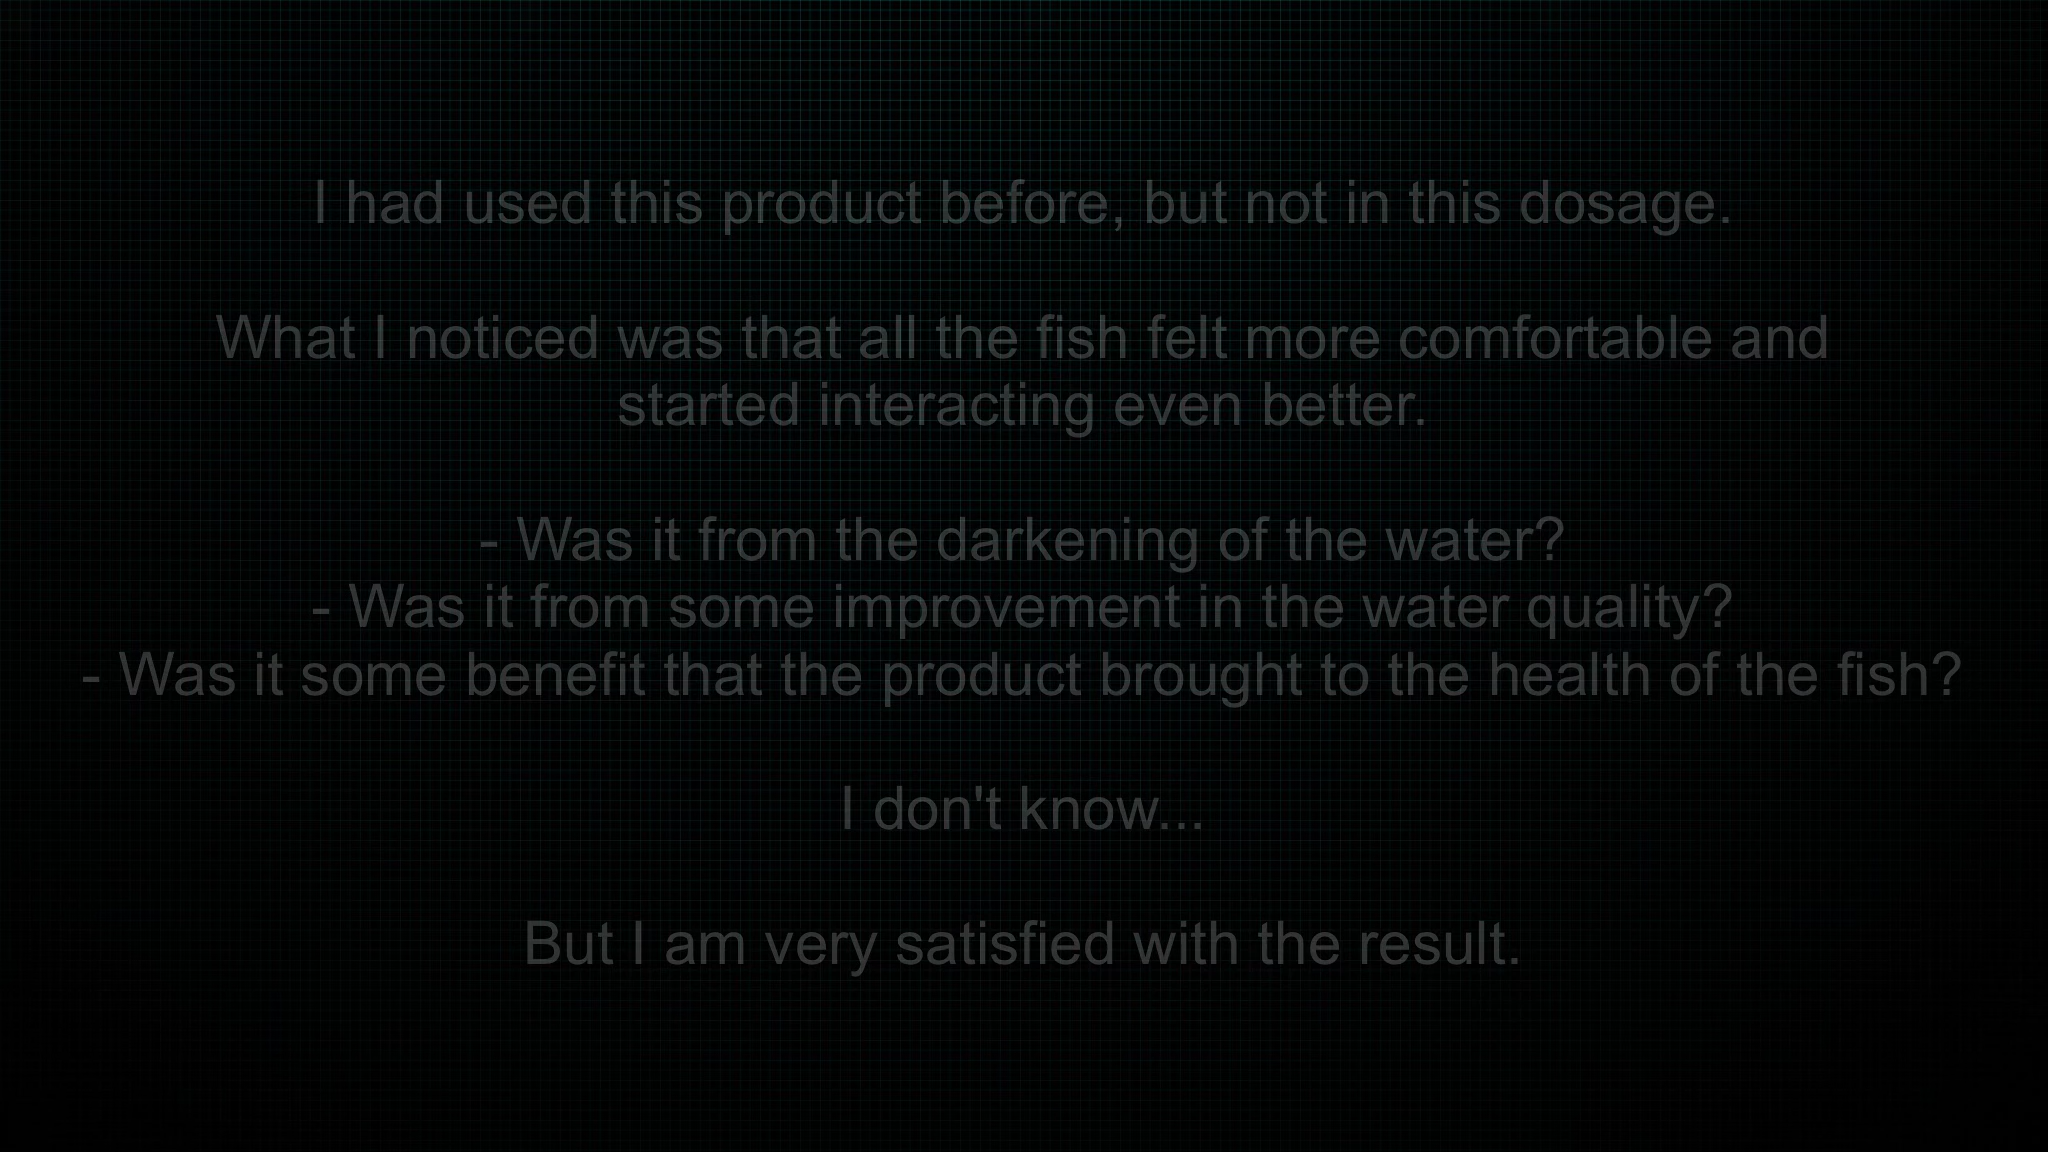 I had used this product before, but not in this dosage.
What I noticed was that all the fish felt more comfortable and
started interacting even better.
- Was it from the darkening of the water?
- Was it from some improvement in the water quality?
- Was it some benefit that the product brought to the health of the fish?
I don't know...
But I am very satisfied with the result.